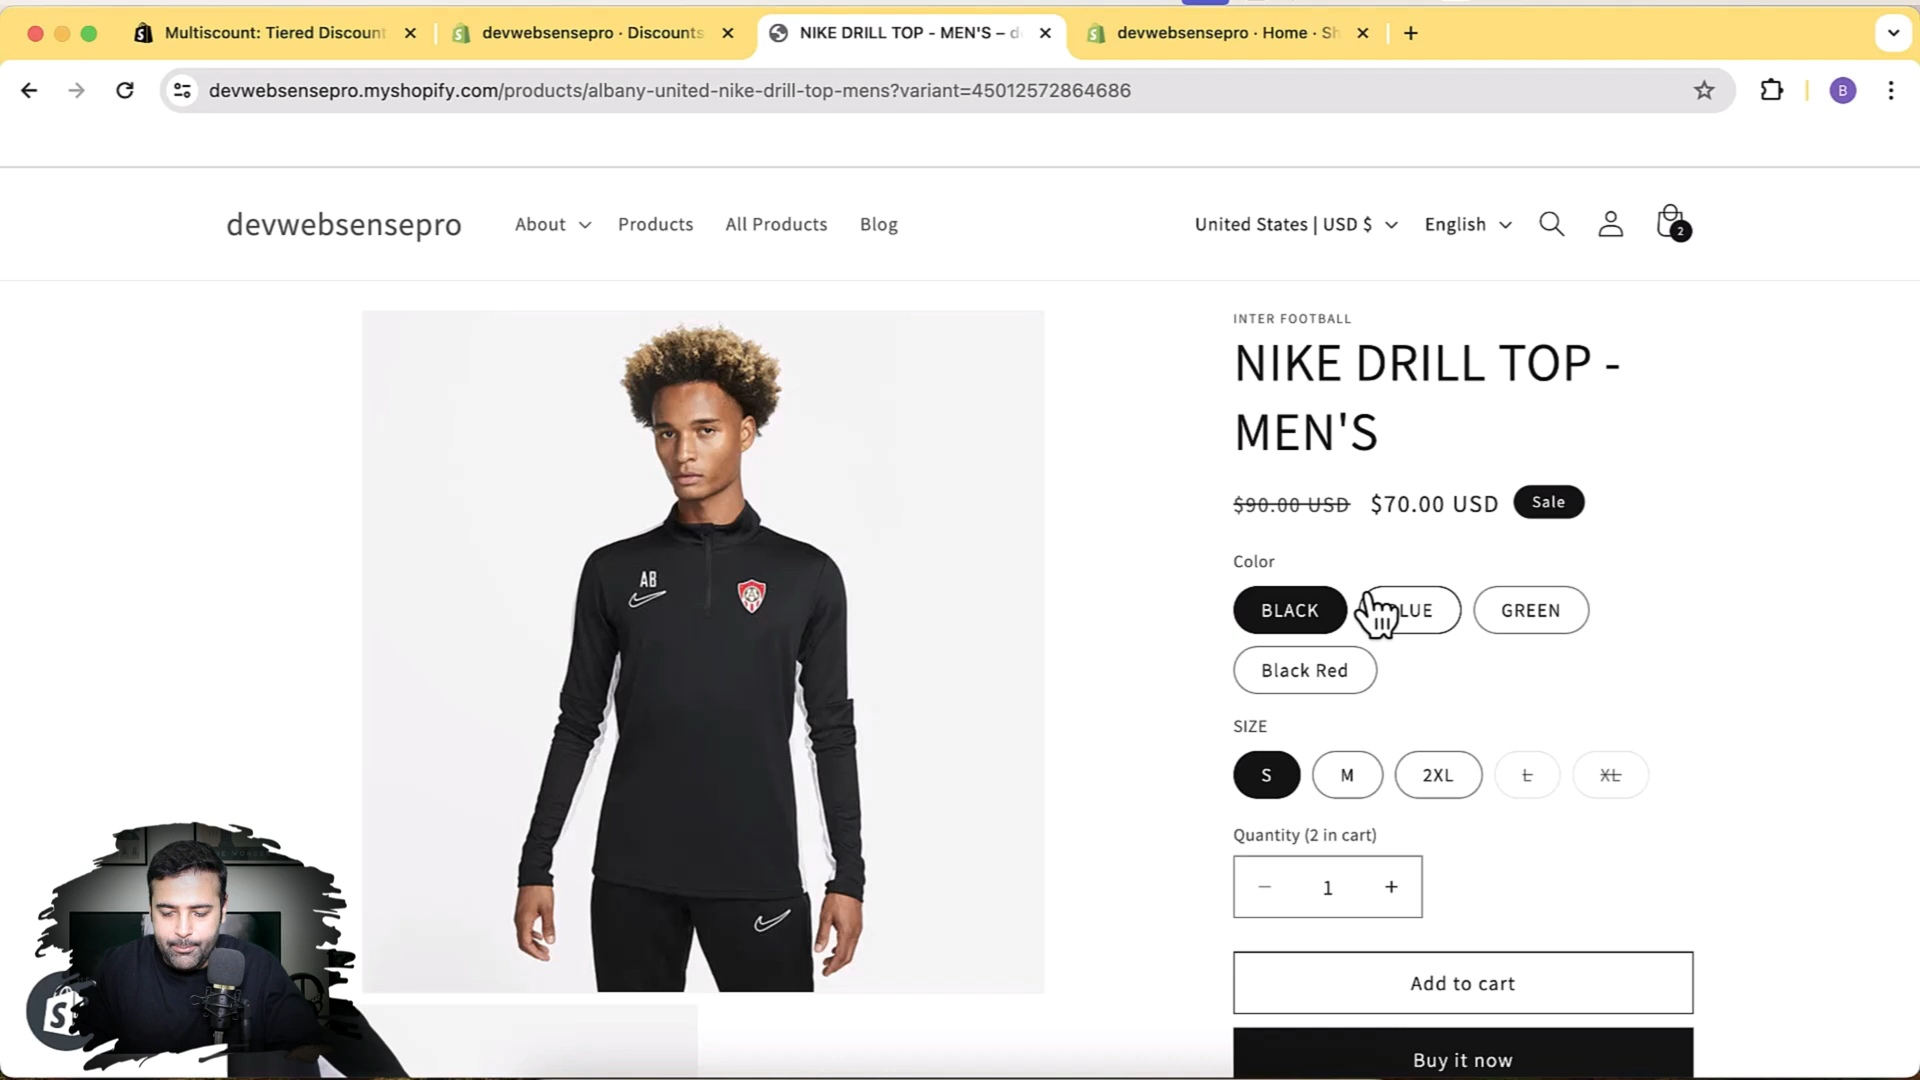 Multiscount: Tiered Discount
devwebsensepro · Discounts
NIKE DRILL TOP - MEN'S – d
devwebsensepro · Home · Sh
devwebsensepro.myshopify.com/products/albany-united-nike-drill-top-mens?variant=45012572864686
B
devwebsensepro
About
Products
All Products
Blog
United States | USD $
English
2
INTER FOOTBALL
NIKE DRILL TOP -
MEN'S
$90.00 USD $70.00 USD Sale
Color
BLACK LUE GREEN
Black Red
SIZE
S M 2XL L XL
Quantity (2 in cart)
− 1 +
Add to cart
Buy it now
AB